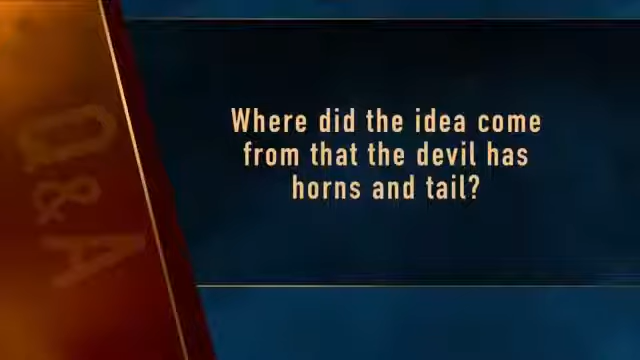 Q&A
Where did the idea come
from that the devil has
horns and tail?